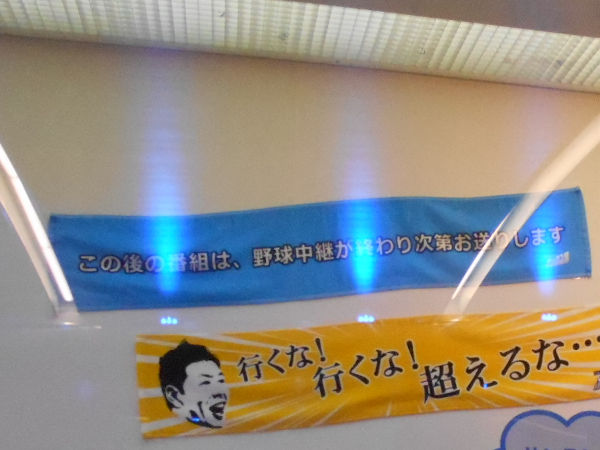 この後の番組は、野球中継が終わり次第お送りします
行くな!行くな!超えるな…